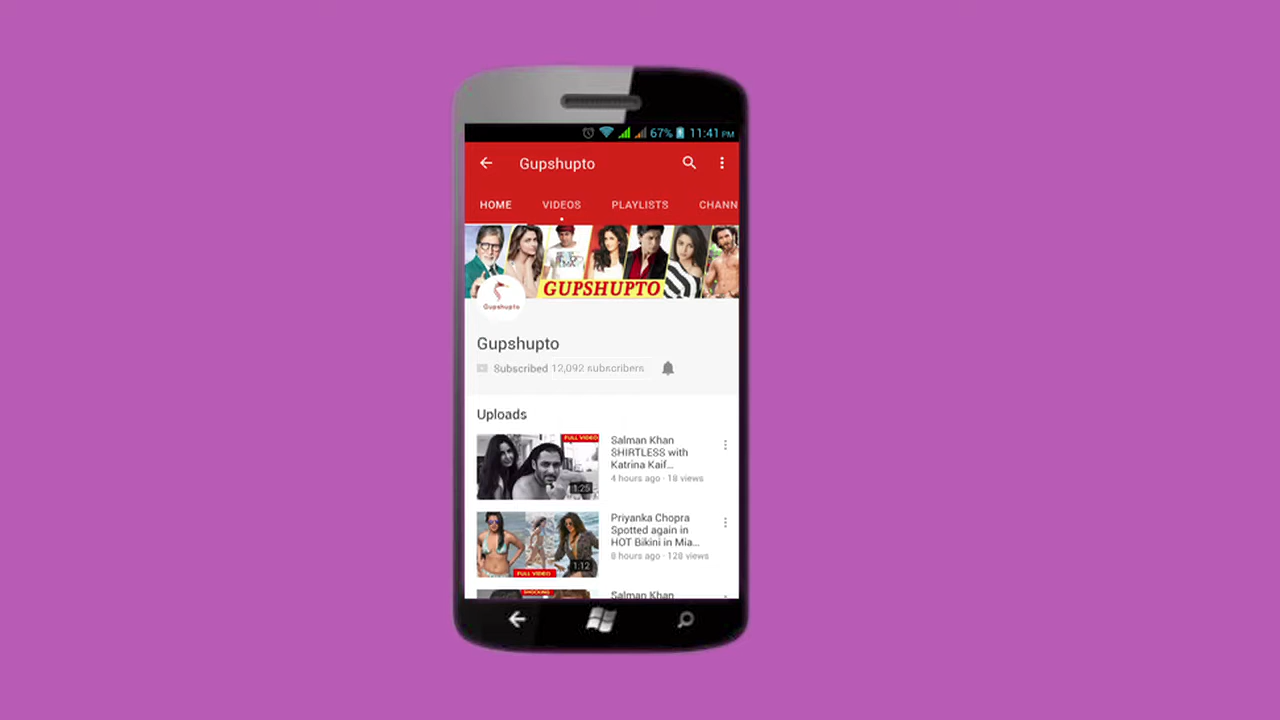 67% 11:41 PM
Gupshupto
HOME VIDEOS PLAYLISTS CHANN
GUPSHUPTO
Gupshupto
Gupshupto
Subscribed 12,092 subscribers
Uploads
FULL VIDEO
Salman Khan
SHIRTLESS with
Katrina Kaif...
4 hours ago · 18 views
1:25
Priyanka Chopra
Spotted again in
HOT Bikini in Mia...
8 hours ago · 128 views
1:12
FULL VIDEO
SHOCKING
Salman Khan